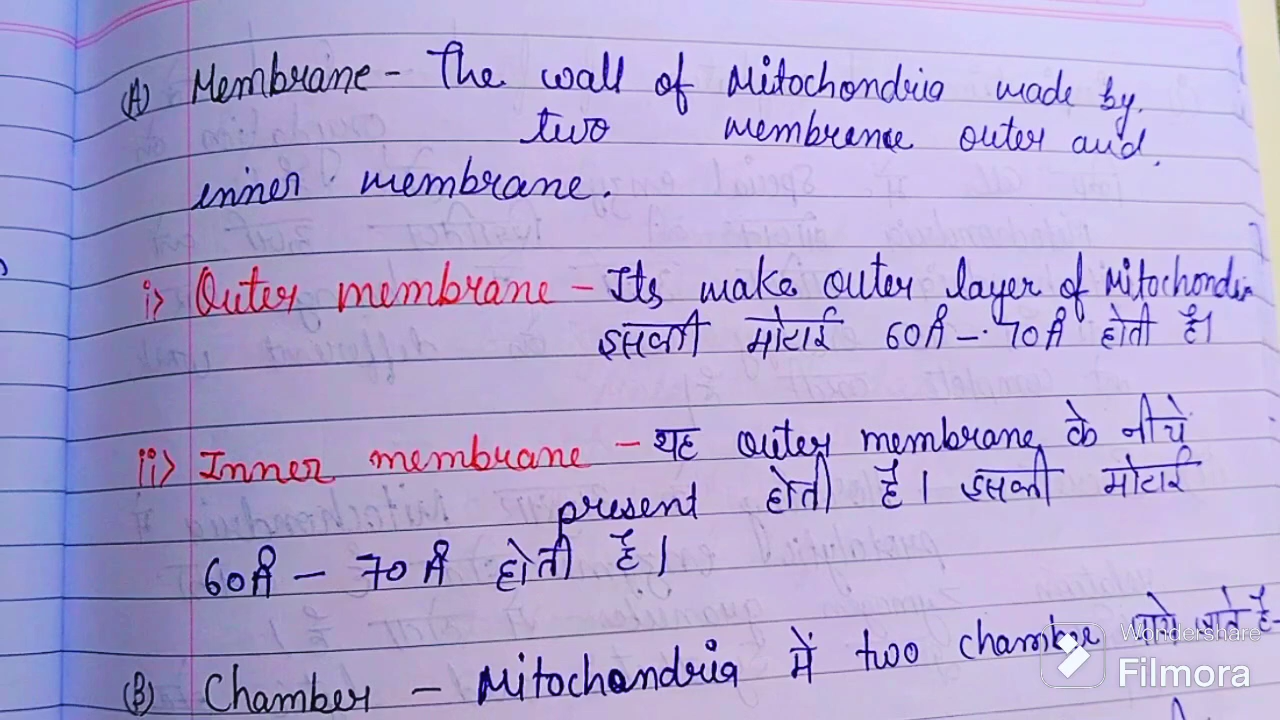 (A) Membrane - The wall of Mitochondria made by.
two membrane outer and.
inner membrane.
i> Outer membrane - Its make outer layer of Mitochondria
इसकी मोटाई 60Å - 70Å होती है।
ii> Inner membrane - यह outer membrane के नीचे
present होती है। इसकी मोटाई
60Å - 70Å होती है।
(B) Chamber - Mitochondria में two chamber पाये जाते है-
Wondershare
Filmora